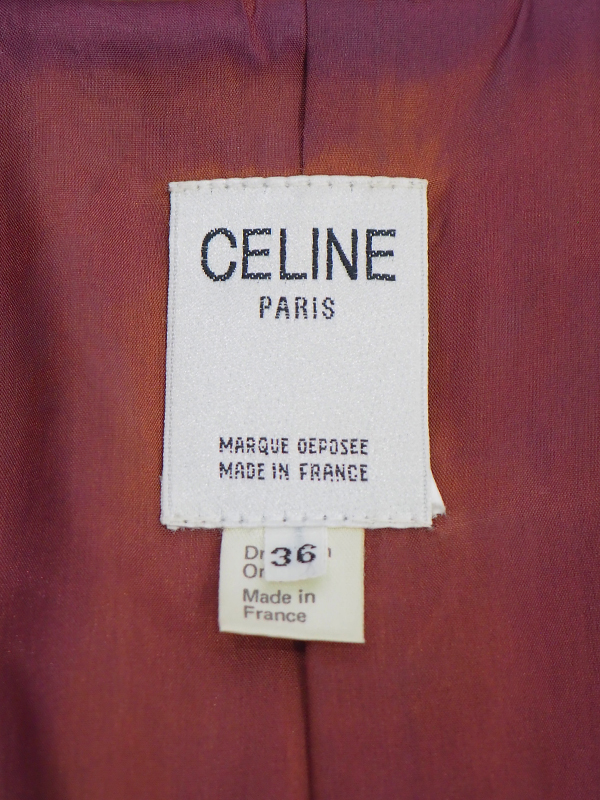 CELINE
PARIS
MARQUE DEPOSEE
MADE IN FRANCE
36
Made in
France